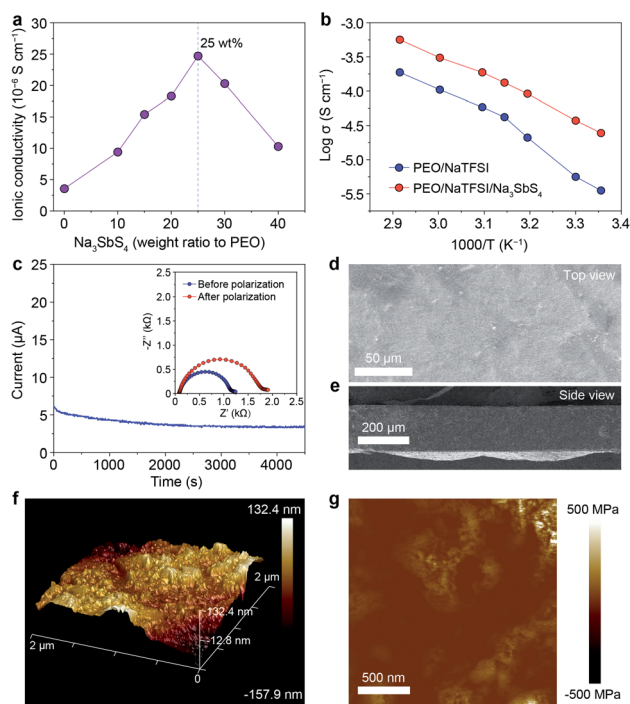 a
30
25
20
15
10
5
0
Ionic conductivity (10⁻⁶ S cm⁻¹)
25 wt%
0 10 20 30 40
Na₃SbS₄ (weight ratio to PEO)
b
-3.0
-3.5
-4.0
-4.5
-5.0
-5.5
Log σ (S cm⁻¹)
PEO/NaTFSI
PEO/NaTFSI/Na₃SbS₄
2.9 3.0 3.1 3.2 3.3 3.4
1000/T (K⁻¹)
c
25
20
15
10
5
0
Current (μA)
0 1000 2000 3000 4000
Time (s)
2.5
2.0
1.5
1.0
0.5
0.0
-Z'' (kΩ)
Before polarization
After polarization
0.0 0.5 1.0 1.5 2.0 2.5
Z' (kΩ)
d
Top view
50 μm
e
Side view
200 μm
f
132.4 nm
2 μm
132.4 nm
-12.8 nm
2 μm
0
-157.9 nm
g
500 MPa
500 nm
-500 MPa